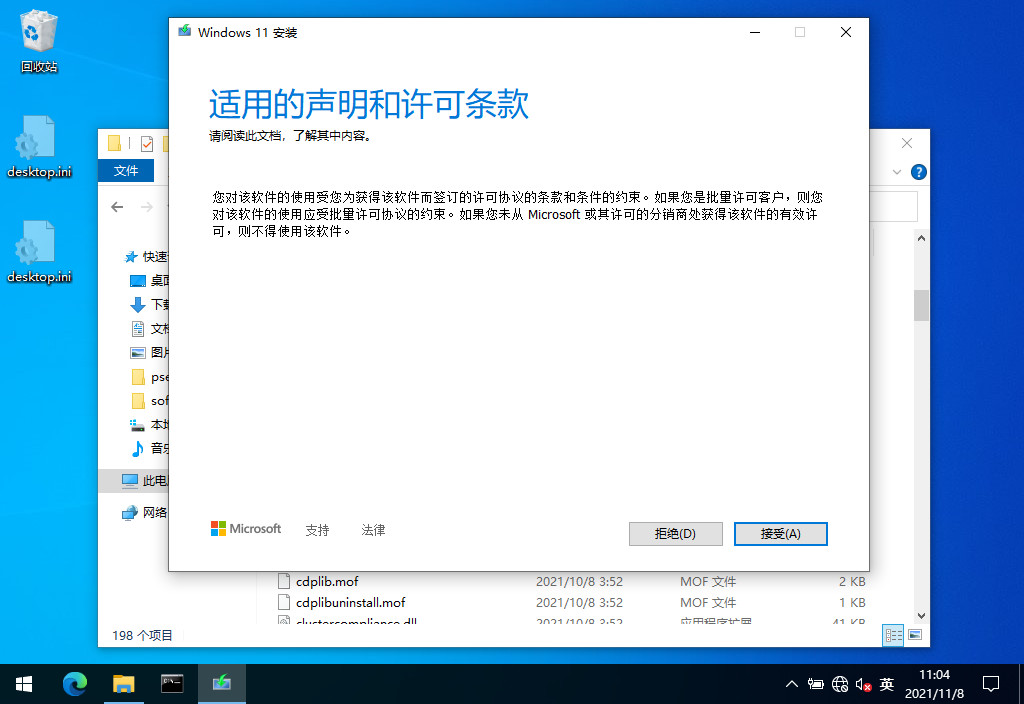 回收站
desktop.ini
desktop.ini
Windows 11 安装
适用的声明和许可条款
请阅读此文档，了解其中内容。
您对该软件的使用受您为获得该软件而签订的许可协议的条款和条件的约束。如果您是批量许可客户，则您
对该软件的使用应受批量许可协议的约束。如果您未从 Microsoft 或其许可的分销商处获得该软件的有效许
可，则不得使用该软件。
Microsoft
支持
法律
拒绝(D)
接受(A)
文件
快速
桌面
下载
文档
图片
本地
音乐
此电脑
网络
cdplib.mof 2021/10/8 3:52 MOF 文件 2 KB
cdplibuninstall.mof 2021/10/8 3:52 MOF 文件 1 KB
clustercompliance.dll 2021/10/8 3:52 应用程序扩展 41 KB
198 个项目
英
11:04
2021/11/8